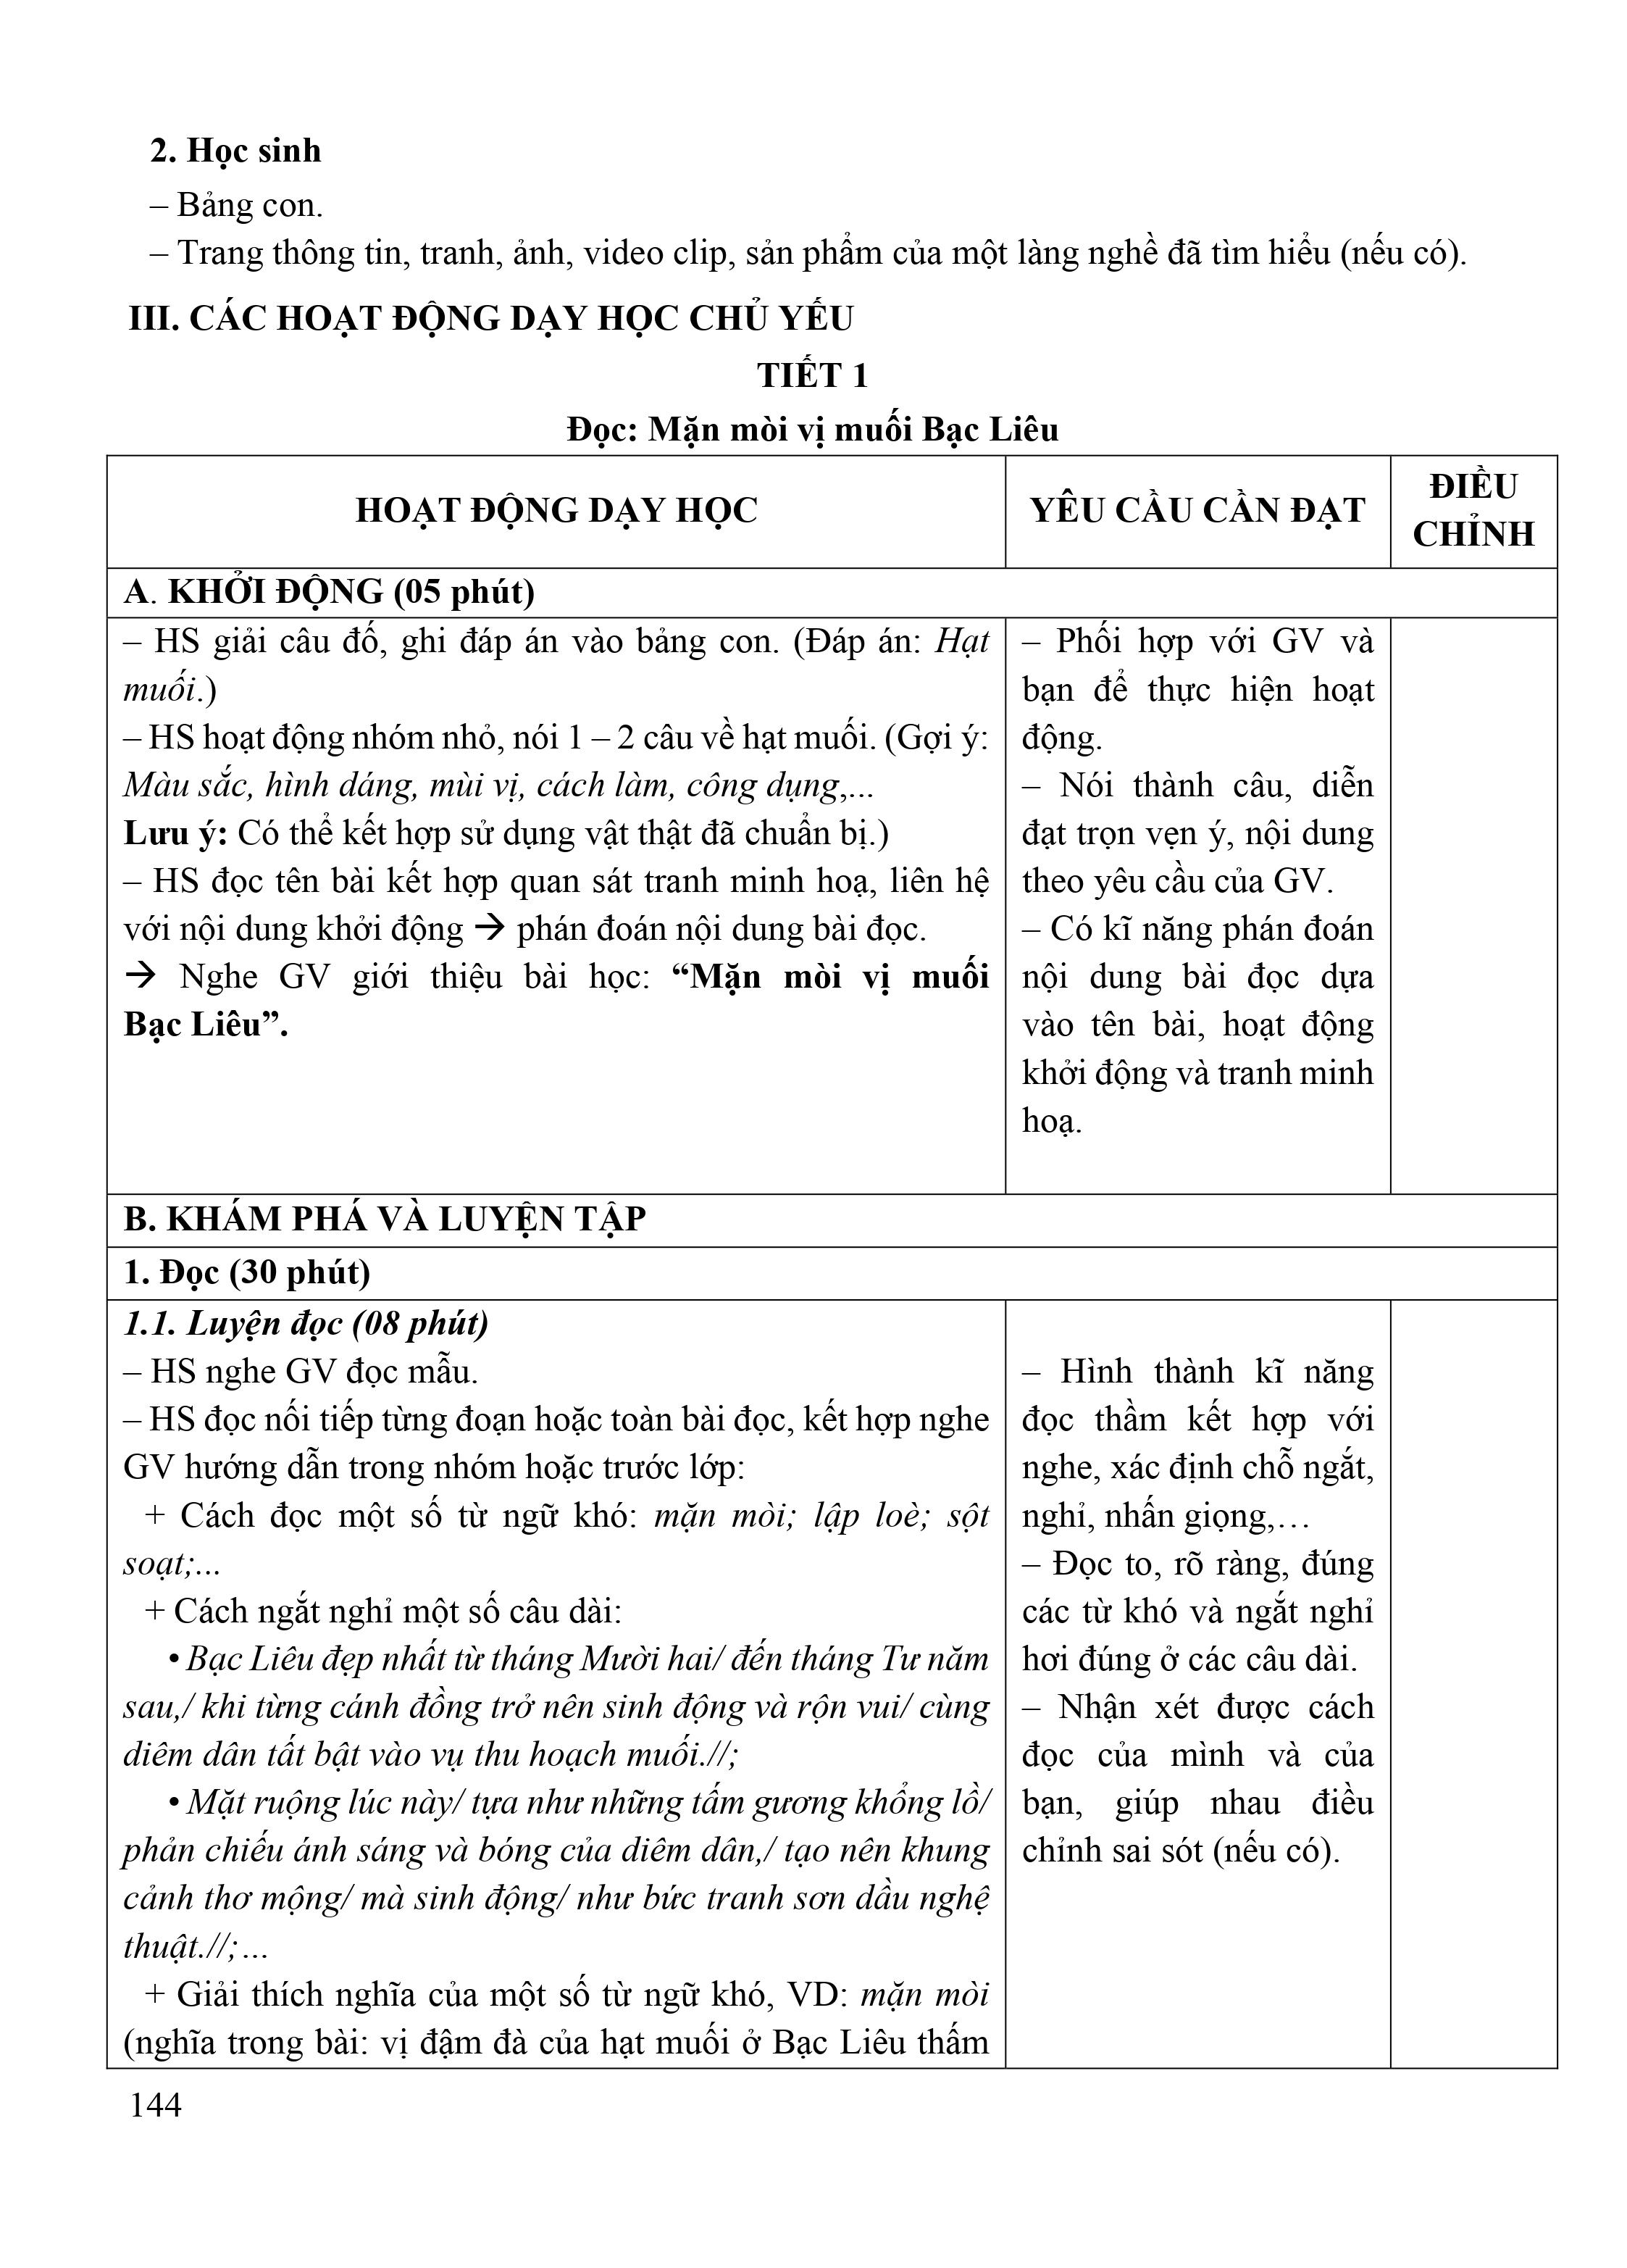 2. Học sinh
– Bảng con.
– Trang thông tin, tranh, ảnh, video clip, sản phẩm của một làng nghề đã tìm hiểu (nếu có).
III. CÁC HOẠT ĐỘNG DẠY HỌC CHỦ YẾU
TIẾT 1
Đọc: Mặn mòi vị muối Bạc Liêu
HOẠT ĐỘNG DẠY HỌC
YÊU CẦU CẦN ĐẠT
ĐIỀU
CHỈNH
A. KHỞI ĐỘNG (05 phút)
– HS giải câu đố, ghi đáp án vào bảng con. (Đáp án: Hạt
muối.)
– HS hoạt động nhóm nhỏ, nói 1 – 2 câu về hạt muối. (Gợi ý:
Màu sắc, hình dáng, mùi vị, cách làm, công dụng,...
Lưu ý: Có thể kết hợp sử dụng vật thật đã chuẩn bị.)
– HS đọc tên bài kết hợp quan sát tranh minh hoạ, liên hệ
với nội dung khởi động → phán đoán nội dung bài đọc.
→ Nghe GV giới thiệu bài học: “Mặn mòi vị muối
Bạc Liêu”.
– Phối hợp với GV và
bạn để thực hiện hoạt
động.
– Nói thành câu, diễn
đạt trọn vẹn ý, nội dung
theo yêu cầu của GV.
– Có kĩ năng phán đoán
nội dung bài đọc dựa
vào tên bài, hoạt động
khởi động và tranh minh
hoạ.
B. KHÁM PHÁ VÀ LUYỆN TẬP
1. Đọc (30 phút)
1.1. Luyện đọc (08 phút)
– HS nghe GV đọc mẫu.
– HS đọc nối tiếp từng đoạn hoặc toàn bài đọc, kết hợp nghe
GV hướng dẫn trong nhóm hoặc trước lớp:
+ Cách đọc một số từ ngữ khó: mặn mòi; lập loè; sột
soạt;...
+ Cách ngắt nghỉ một số câu dài:
• Bạc Liêu đẹp nhất từ tháng Mười hai/ đến tháng Tư năm
sau,/ khi từng cánh đồng trở nên sinh động và rộn vui/ cùng
diêm dân tất bật vào vụ thu hoạch muối.//;
• Mặt ruộng lúc này/ tựa như những tấm gương khổng lồ/
phản chiếu ánh sáng và bóng của diêm dân,/ tạo nên khung
cảnh thơ mộng/ mà sinh động/ như bức tranh sơn dầu nghệ
thuật.//;…
+ Giải thích nghĩa của một số từ ngữ khó, VD: mặn mòi
(nghĩa trong bài: vị đậm đà của hạt muối ở Bạc Liêu thấm
– Hình thành kĩ năng
đọc thầm kết hợp với
nghe, xác định chỗ ngắt,
nghỉ, nhấn giọng,…
– Đọc to, rõ ràng, đúng
các từ khó và ngắt nghỉ
hơi đúng ở các câu dài.
– Nhận xét được cách
đọc của mình và của
bạn, giúp nhau điều
chỉnh sai sót (nếu có).
144